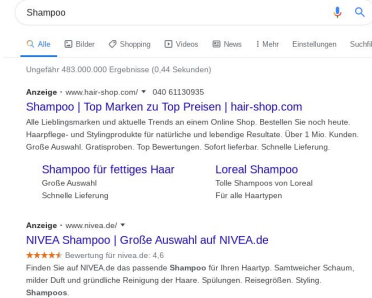 Shampoo
Alle Bilder Shopping Videos News Mehr Einstellungen Suchfi
Ungefähr 483.000.000 Ergebnisse (0,44 Sekunden)
Anzeige · www.hair-shop.com/ 040 61130935
Shampoo | Top Marken zu Top Preisen | hair-shop.com
Alle Lieblingsmarken und aktuelle Trends an einem Online Shop. Bestellen Sie noch heute.
Haarpflege- und Stylingprodukte für natürliche und lebendige Resultate. Über 1 Mio. Kunden.
Große Auswahl. Gratisproben. Top Bewertungen. Sofort lieferbar. Schnelle Lieferung.
Shampoo für fettiges Haar Loreal Shampoo
Große Auswahl Tolle Shampoos von Loreal
Schnelle Lieferung Für alle Haartypen
Anzeige · www.nivea.de/
NIVEA Shampoo | Große Auswahl auf NIVEA.de
Bewertung für nivea.de: 4,6
Finden Sie auf NIVEA.de das passende Shampoo für Ihren Haartyp. Samtweicher Schaum,
milder Duft und gründliche Reinigung der Haare. Spülungen. Reisegrößen. Styling.
Shampoos.